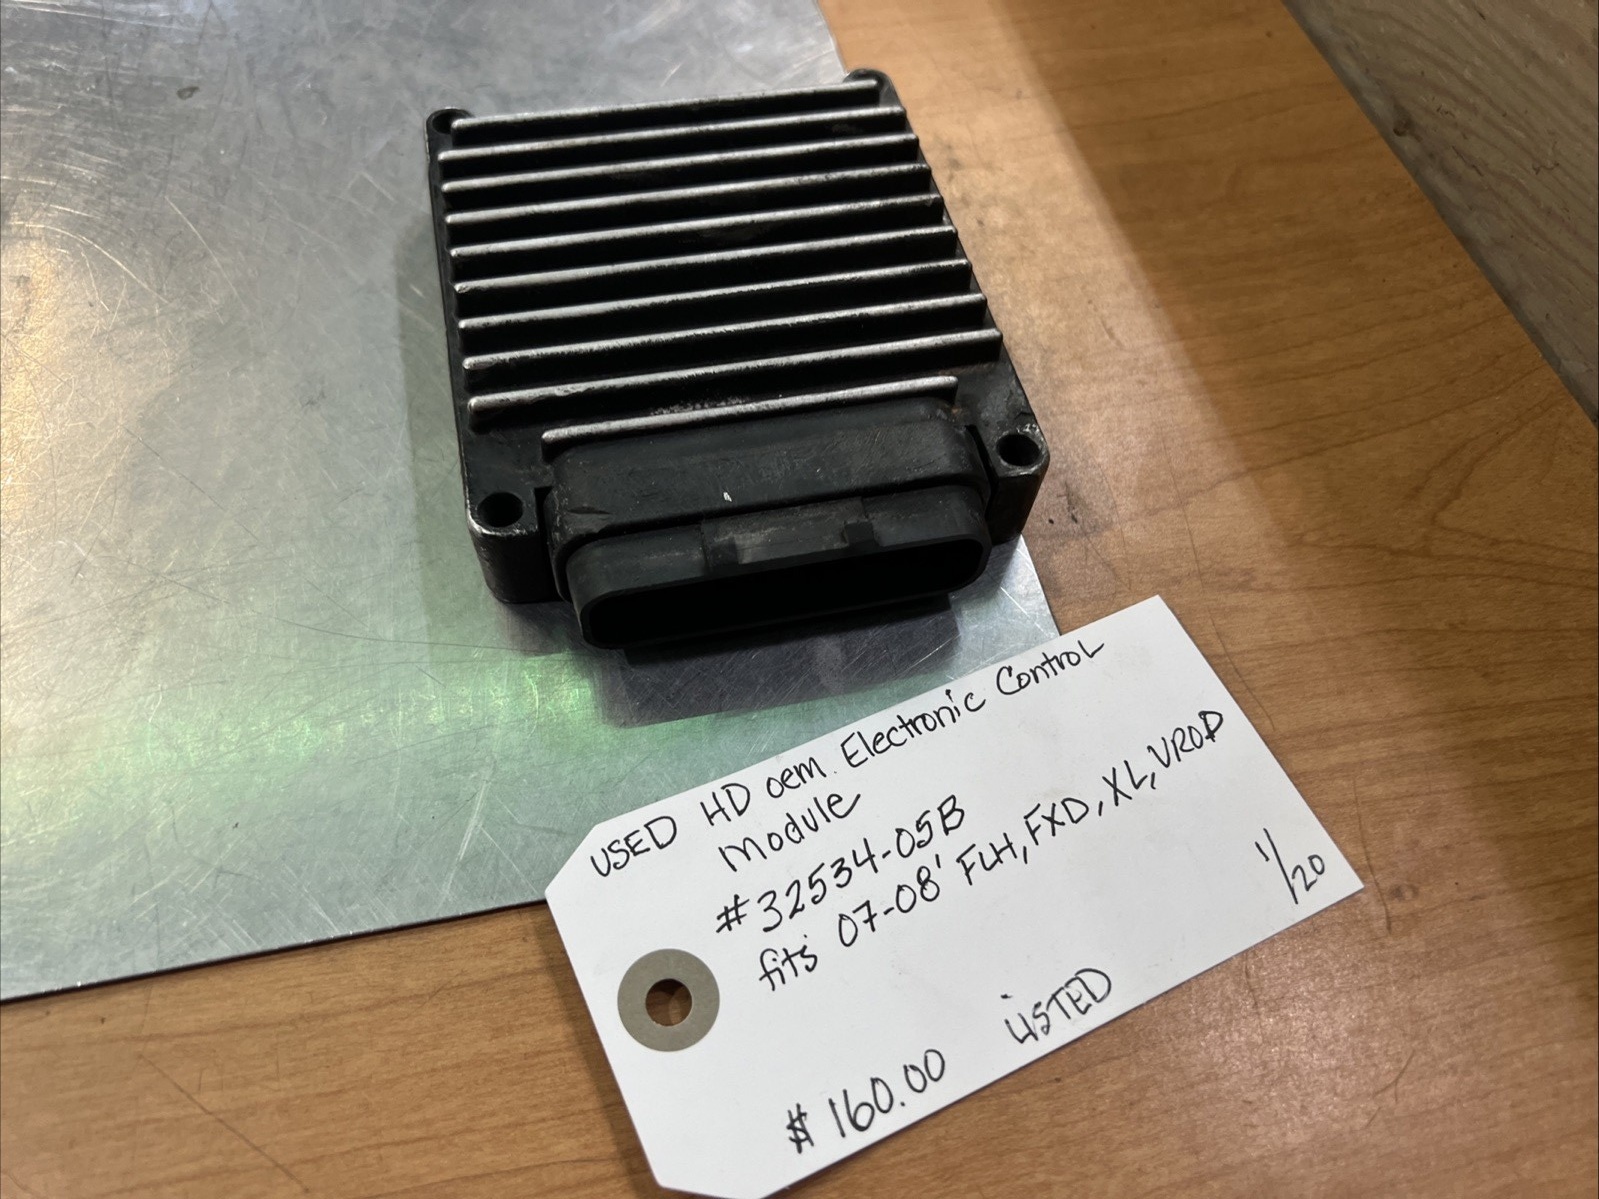 USED HD oem. Electronic Control
Module
#32534-05B
fits 07-08' FLH, FXD, XL, VROD
1/20
LISTED
$160.00